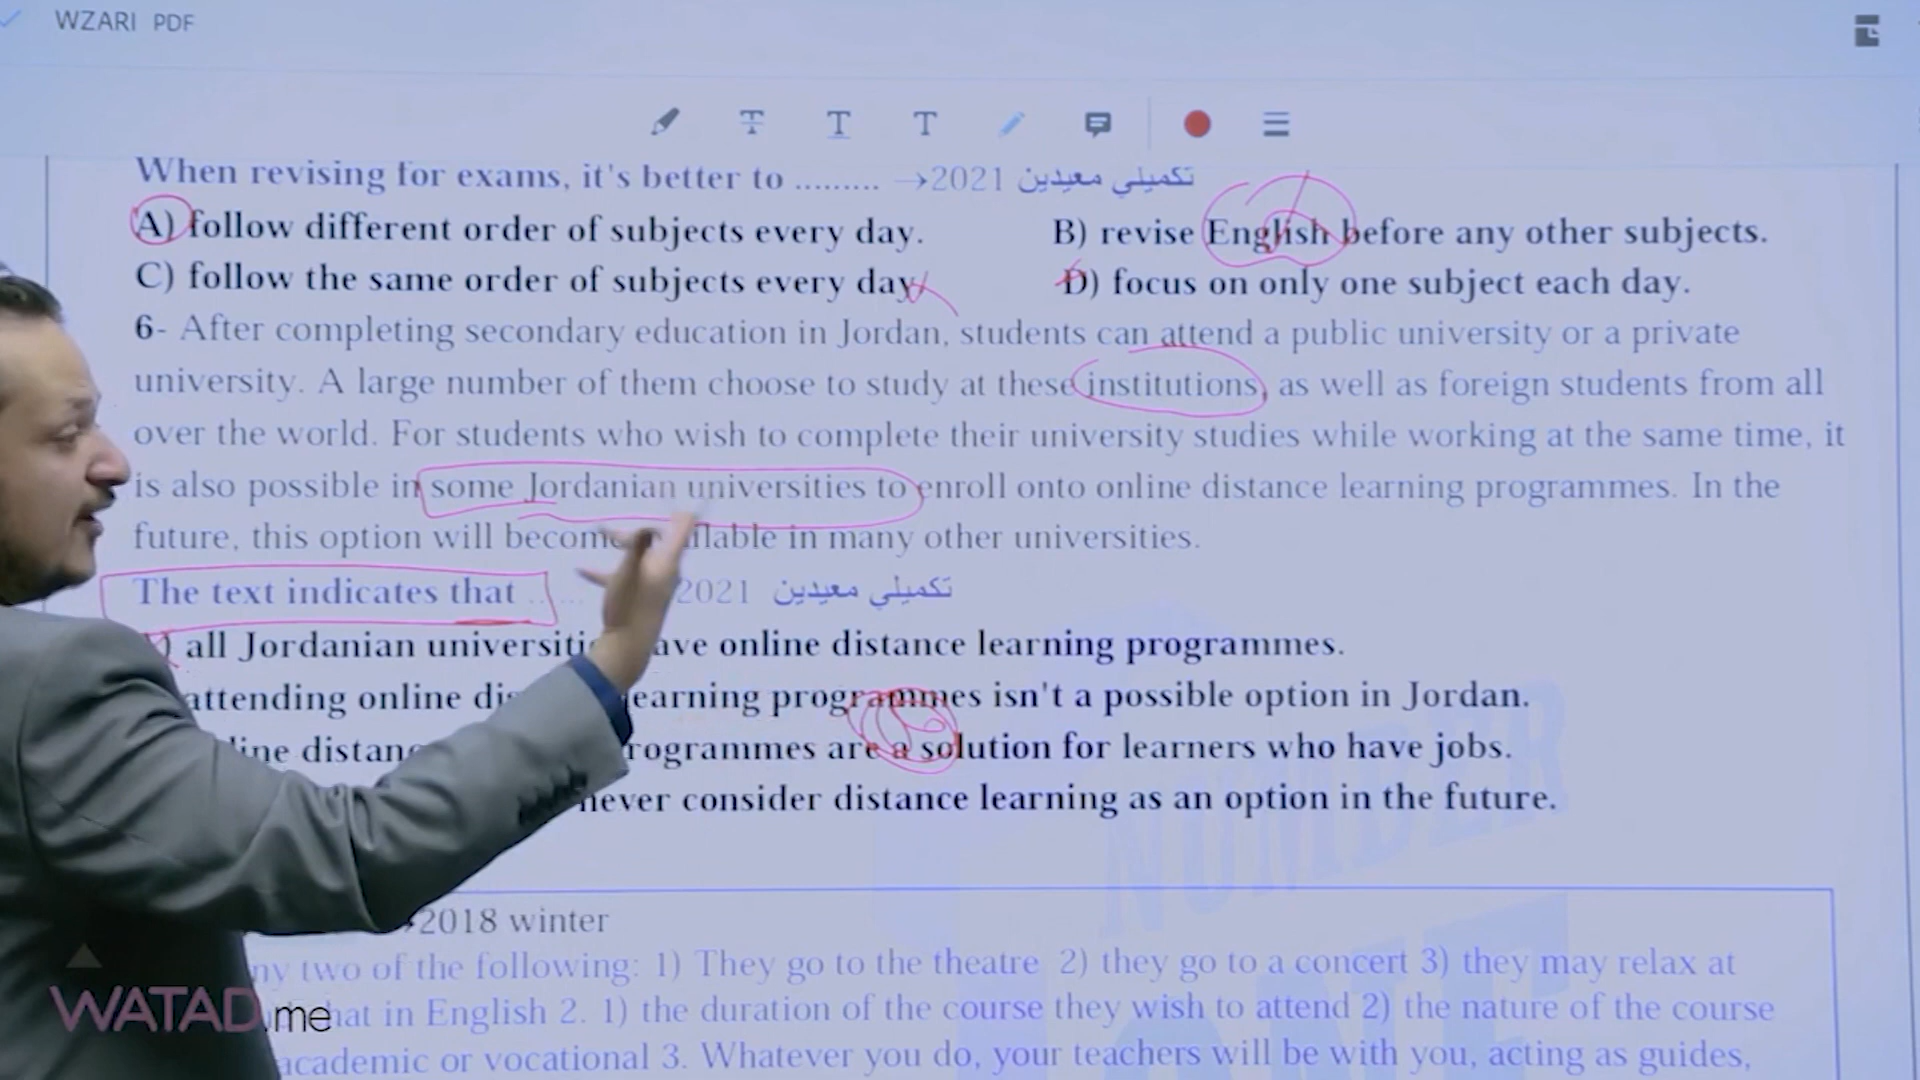 WZARI PDF
When revising for exams, it's better to ......... →2021 تكميلي معيدين
A) follow different order of subjects every day. B) revise English before any other subjects.
C) follow the same order of subjects every day. D) focus on only one subject each day.
6- After completing secondary education in Jordan, students can attend a public university or a private
university. A large number of them choose to study at these institutions, as well as foreign students from all
over the world. For students who wish to complete their university studies while working at the same time, it
is also possible in some Jordanian universities to enroll onto online distance learning programmes. In the
future, this option will become in many other universities.
The text indicates that 2021 تكميلي معيدين
all Jordanian online distance learning programmes.
attending online programmes isn't a possible option in Jordan.
are a solution for learners who have jobs.
never consider distance learning as an option in the future.
2018 winter
two of the following: 1) They go to the theatre 2) they go to a concert 3) they may relax at
in English 2. 1) the duration of the course they wish to attend 2) the nature of the course
academic or vocational 3. Whatever you do, your teachers will be with you, acting as guides,
WATAD.me
NUMBER
ONE